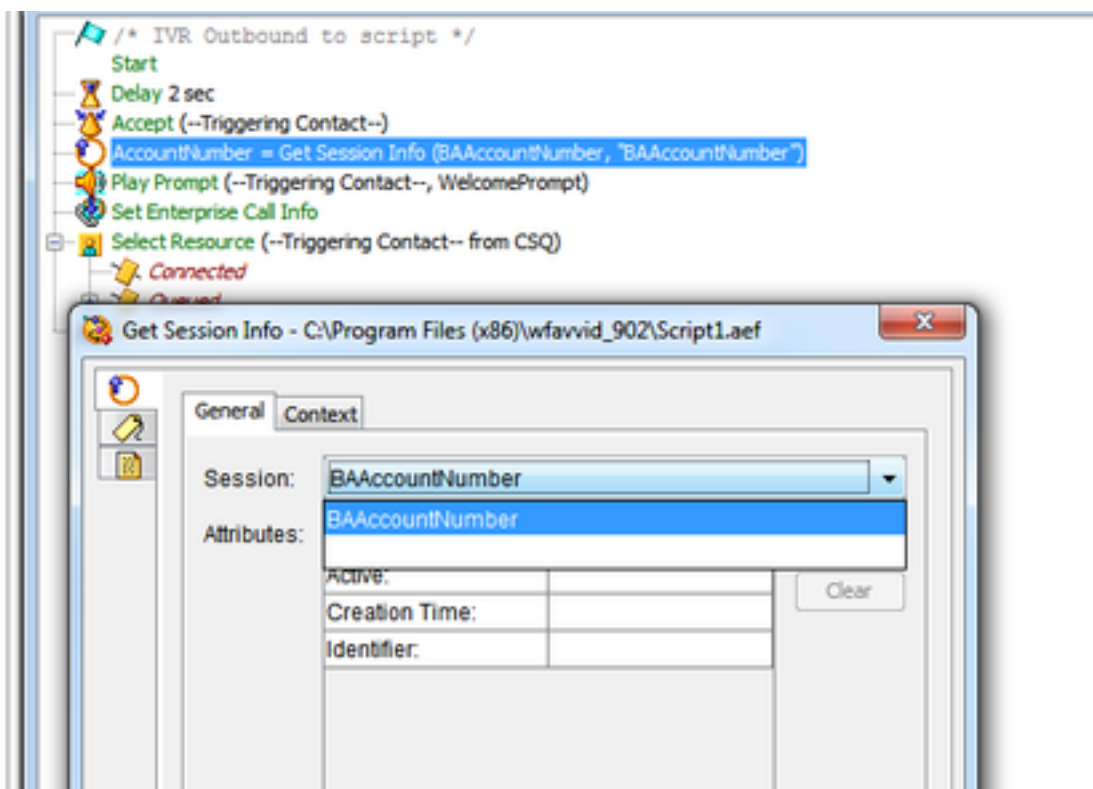 /* IVR Outbound to script */
Start
Delay 2 sec
Accept (--Triggering Contact--)
AccountNumber = Get Session Info (BAAccountNumber, "BAAccountNumber")
Play Prompt (--Triggering Contact--, WelcomePrompt)
Set Enterprise Call Info
Select Resource (--Triggering Contact-- from CSQ)
Connected
Queued
Get Session Info - C:\Program Files (x86)\wfavvid_902\Script1.aef
General Context
Session: BAAccountNumber
BAAccountNumber
Attributes:
Active:
Clear
Creation Time:
Identifier: